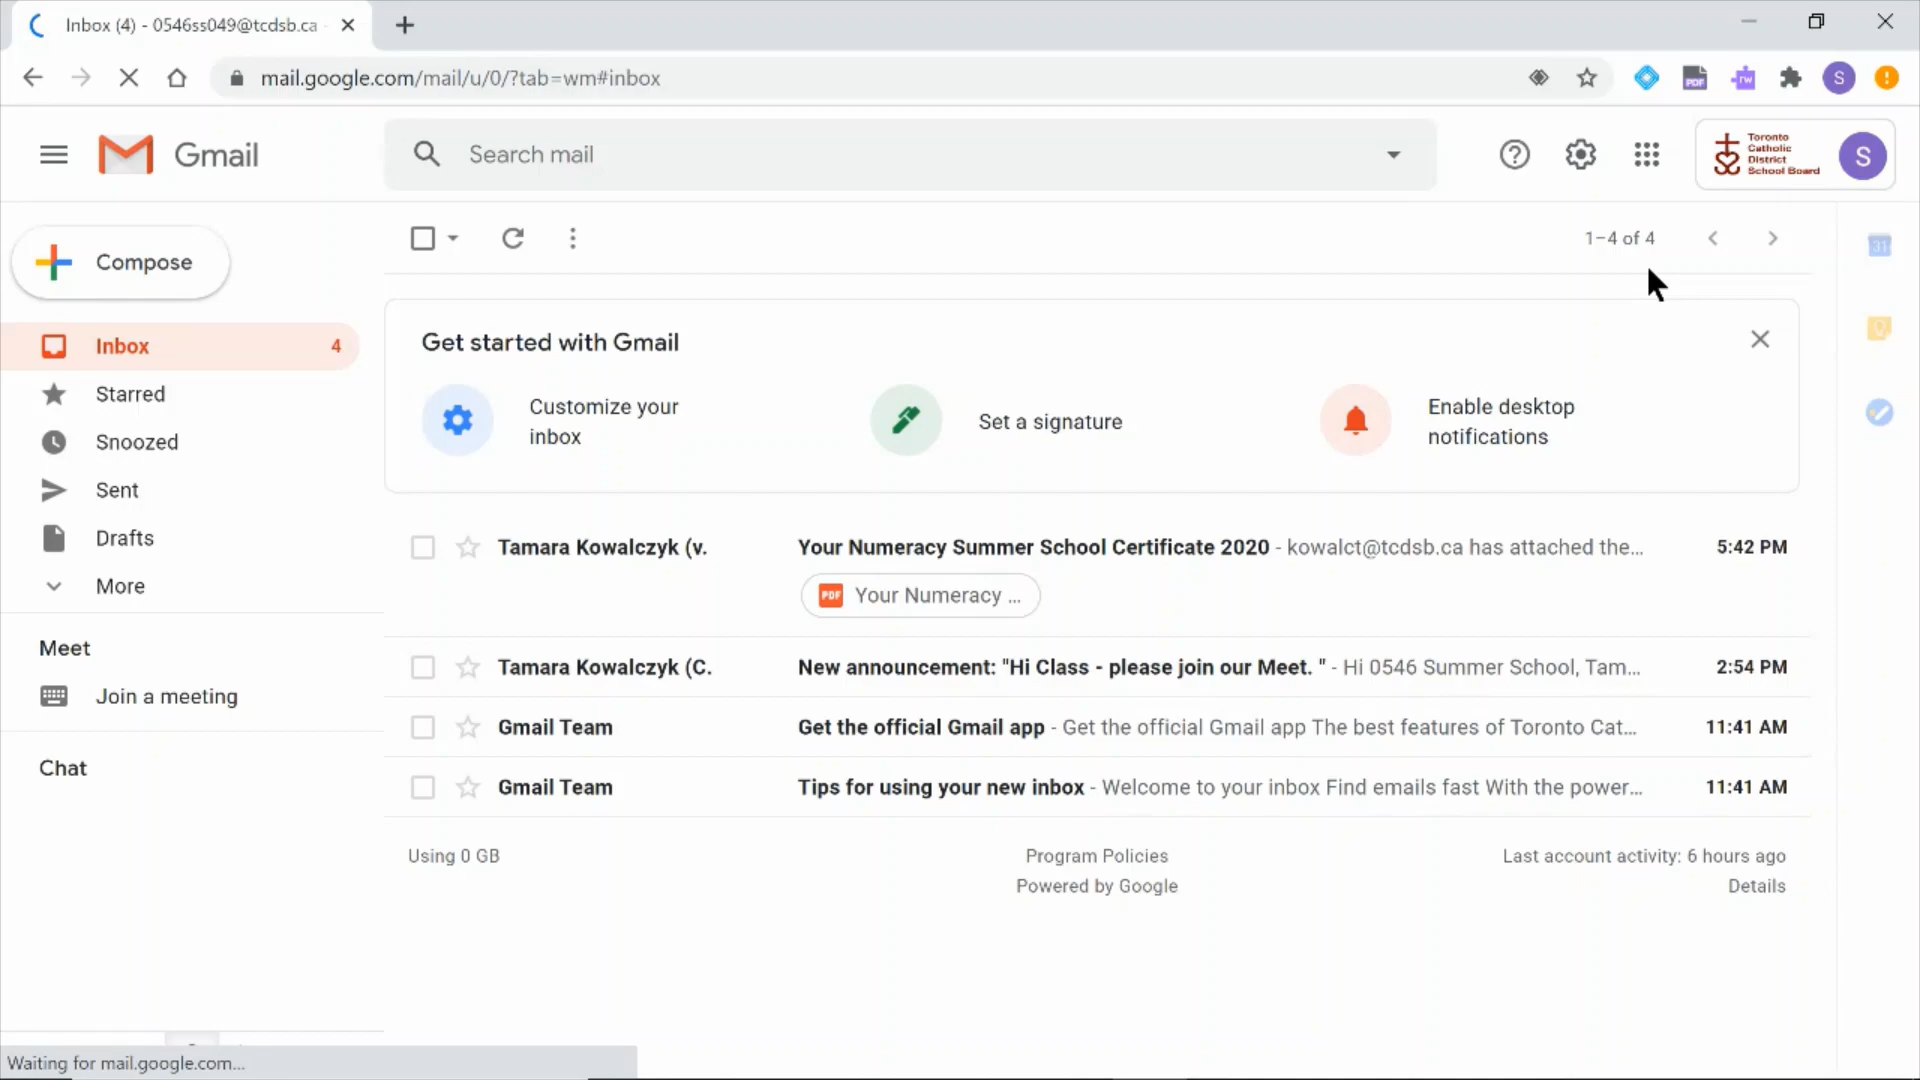 Inbox (4) - 0546ss049@tcdsb.ca -
mail.google.com/mail/u/0/?tab=wm#inbox
PDF
rw
S
!
Gmail
Search mail
Toronto
Catholic
District
School Board
S
Compose
1–4 of 4
31
Inbox 4
Starred
Snoozed
Sent
Drafts
More
Meet
Join a meeting
Chat
Get started with Gmail
Customize your
inbox
Set a signature
Enable desktop
notifications
Tamara Kowalczyk (v. Your Numeracy Summer School Certificate 2020 - kowalct@tcdsb.ca has attached the... 5:42 PM
PDF Your Numeracy ...
Tamara Kowalczyk (C. New announcement: "Hi Class - please join our Meet. " - Hi 0546 Summer School, Tam... 2:54 PM
Gmail Team Get the official Gmail app - Get the official Gmail app The best features of Toronto Cat... 11:41 AM
Gmail Team Tips for using your new inbox - Welcome to your inbox Find emails fast With the power... 11:41 AM
Using 0 GB
Program Policies
Powered by Google
Last account activity: 6 hours ago
Details
Waiting for mail.google.com...